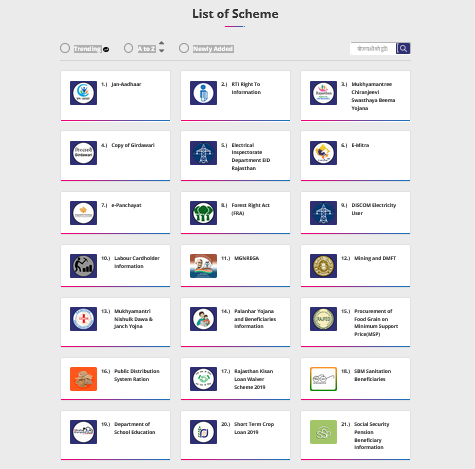 List of Scheme
Trending
A to Z
Newly Added
1.) Jan-Aadhaar
2.) RTI Right To
Information
3.) Mukhyamantree
Chiranjeevi
Swasthaya Beema
Yojana
4.) Copy of Girdawari
5.) Electrical
Inspectorate
Department EID
Rajasthan
6.) E-Mitra
7.) e-Panchayat
8.) Forest Right Act
(FRA)
9.) DISCOM Electricity
User
10.) Labour Cardholder
Information
11.) MGNREGA
12.) Mining and DMFT
13.) Mukhyamantri
Nishulk Dawa &
Janch Yojna
14.) Palanhar Yojana
and Beneficiaries
Information
15.) Procurement of
Food Grain on
Minimum Support
Price(MSP)
16.) Public Distribution
System Ration
17.) Rajasthan Kisan
Loan Waiver
Scheme 2019
18.) SBM Sanitation
Beneficiaries
19.) Department of
School Education
20.) Short Term Crop
Loan 2019
21.) Social Security
Pension
Beneficiary
Information